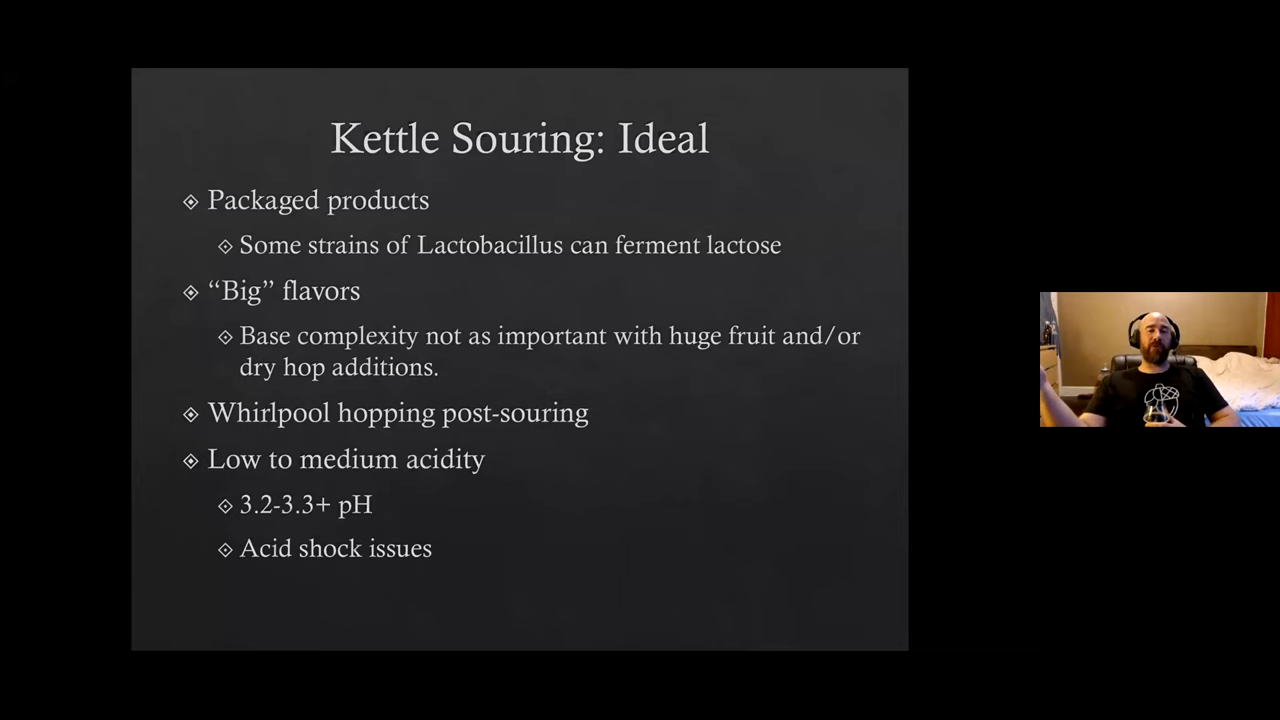 Kettle Souring: Ideal
Packaged products
Some strains of Lactobacillus can ferment lactose
“Big” flavors
Base complexity not as important with huge fruit and/or
dry hop additions.
Whirlpool hopping post-souring
Low to medium acidity
3.2-3.3+ pH
Acid shock issues